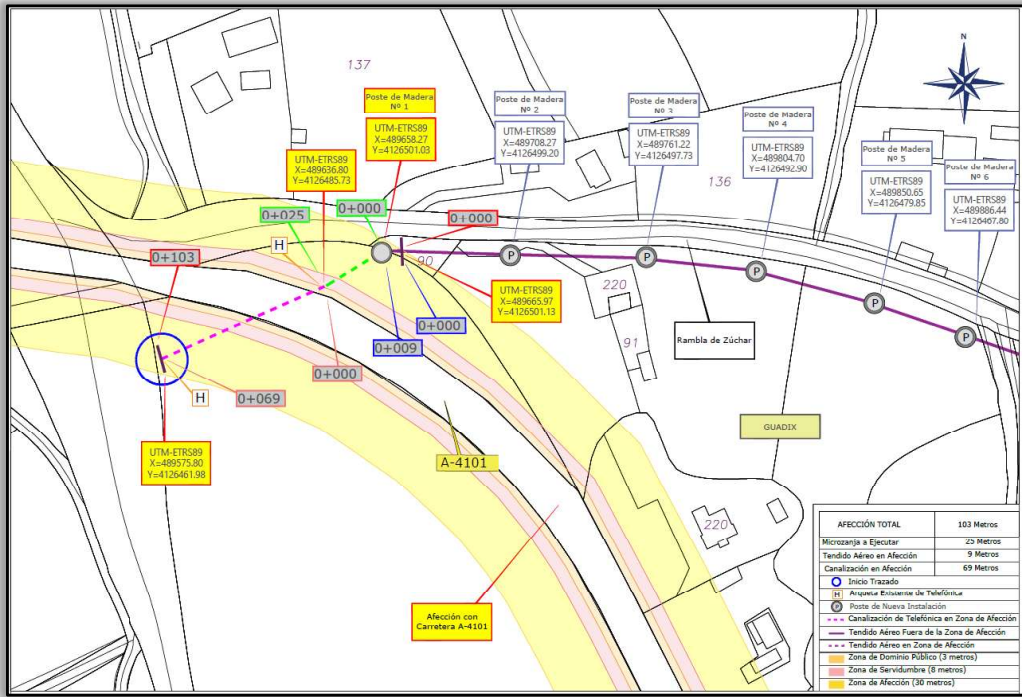 137
N
Poste de Madera
Nº 1
UTM-ETRS89
X=489658.27
Y=4126501.03
Poste de Madera
Nº 2
UTM-ETRS89
X=489708.27
Y=4126499.20
Poste de Madera
Nº 3
UTM-ETRS89
X=489761.22
Y=4126497.73
Poste de Madera
Nº 4
UTM-ETRS89
X=489804.70
Y=4126492.90
Poste de Madera
Nº 5
UTM-ETRS89
X=489850.65
Y=4126479.85
Poste de Madera
Nº 6
UTM-ETRS89
X=489886.44
Y=4126467.80
UTM-ETRS89
X=489636.80
Y=4126485.73
136
0+025
0+000
0+000
H
0+103
90
P
P
P
P
P
220
UTM-ETRS89
X=489665.97
Y=4126501.13
0+000
0+009
Rambla de Zúchar
91
0+000
H
0+069
GUADIX
UTM-ETRS89
X=489575.80
Y=4126461.98
A-4101
220
Afección con
Carretera A-4101
AFECCIÓN TOTAL 103 Metros
Microzanja a Ejecutar 25 Metros
Tendido Aéreo en Afección 9 Metros
Canalización en Afección 69 Metros
Inicio Trazado
H Arqueta Existente de Telefónica
P Poste de Nueva Instalación
Canalización de Telefónica en Zona de Afección
Tendido Aéreo Fuera de la Zona de Afección
Tendido Aéreo en Zona de Afección
Zona de Dominio Público (3 metros)
Zona de Servidumbre (8 metros)
Zona de Afección (30 metros)